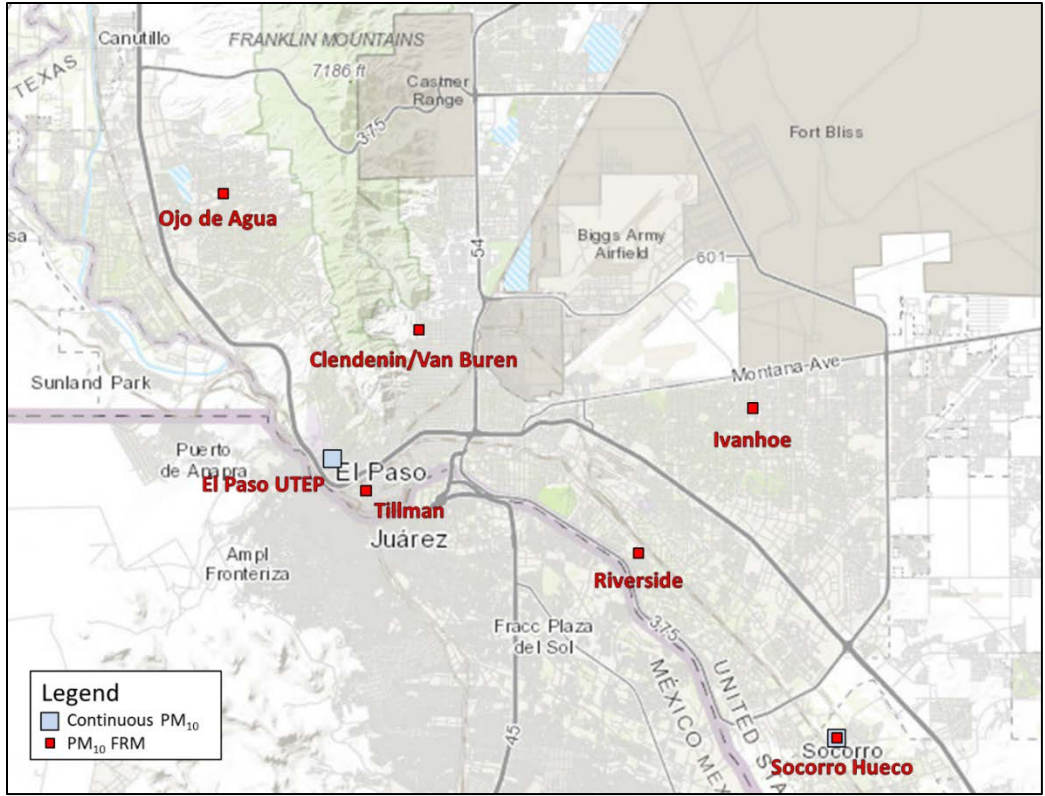 Canutillo
FRANKLIN MOUNTAINS
7186 ft
TEXAS
Castner
Range
375
Fort Bliss
Ojo de Agua
sa
54
Biggs Army
Airfield
601
Clendenin/Van Buren
Sunland Park
Montana-Ave
Ivanhoe
Puerto
de Anapra
El Paso
El Paso UTEP
Tillman
Juárez
Ampl
Fronteriza
Riverside
Fracc Plaza
del Sol
375
MÉXICO MEX
UNITED STA
45
Socorro
Socorro Hueco
Legend
Continuous PM10
PM10 FRM